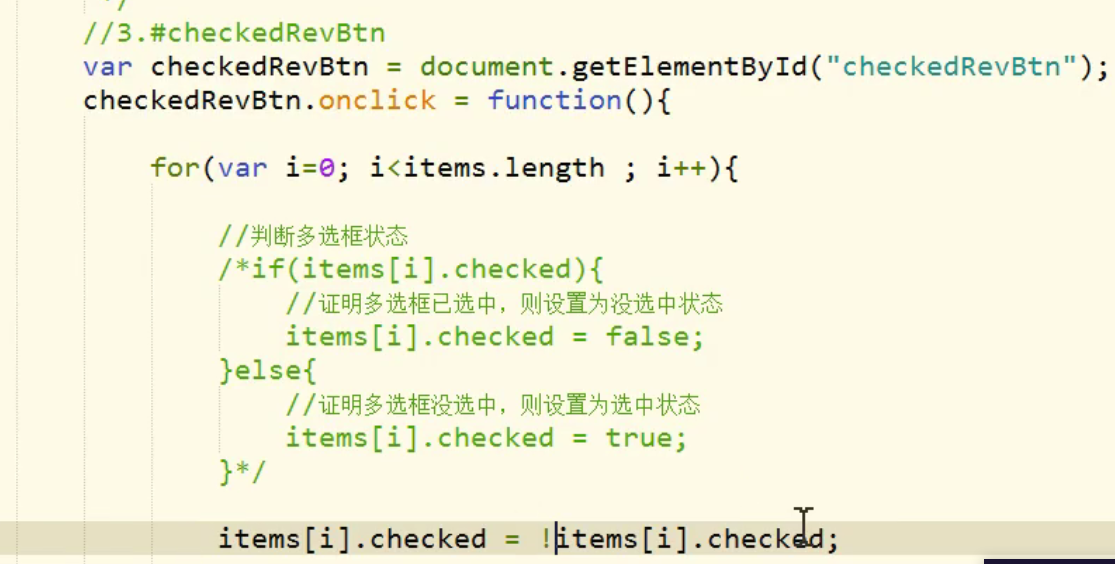 */
//3.#checkedRevBtn
var checkedRevBtn = document.getElementById("checkedRevBtn");
checkedRevBtn.onclick = function(){
for(var i=0; i<items.length ; i++){
//判断多选框状态
/*if(items[i].checked){
//证明多选框已选中，则设置为没选中状态
items[i].checked = false;
}else{
//证明多选框没选中，则设置为选中状态
items[i].checked = true;
}*/
items[i].checked = !items[i].checked;